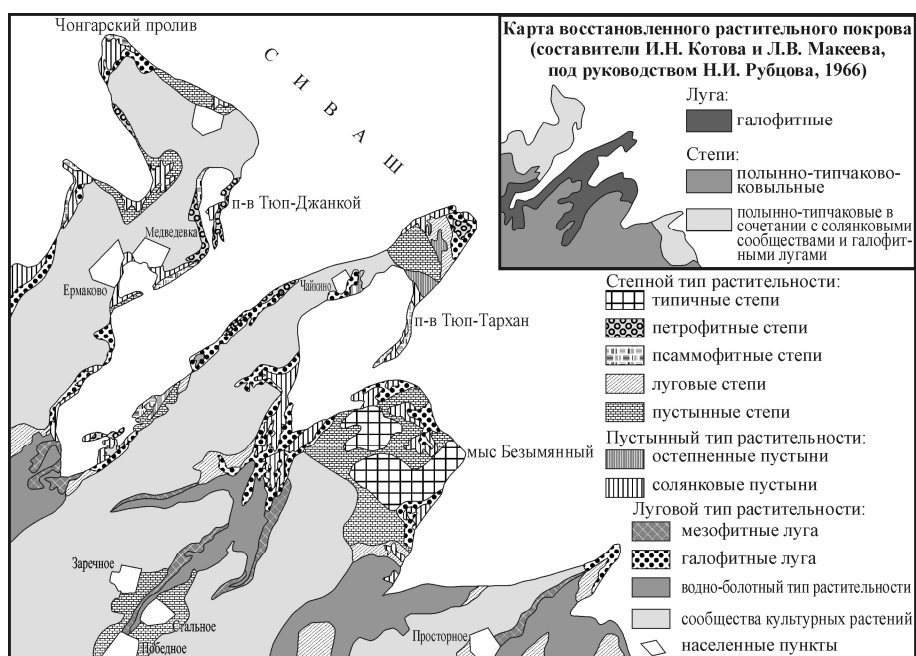 Чонгарский пролив
СИВАШ
п-в Тюп-Джанкой
Медведевка
Ермаково
Чайкино
п-в Тюп-Тархан
мыс Безымянный
Заречное
Стальное
Победное
Просторное
Карта восстановленного растительного покрова
(составители И.Н. Котова и Л.В. Макеева,
под руководством Н.И. Рубцова, 1966)
Луга:
галофитные
Степи:
полынно-типчаково-
ковыльные
полынно-типчаковые в
сочетании с солянковыми
сообществами и галофит-
ными лугами
Степной тип растительности:
типичные степи
петрофитные степи
псаммофитные степи
луговые степи
пустынные степи
Пустынный тип растительности:
остепненные пустыни
солянковые пустыни
Луговой тип растительности:
мезофитные луга
галофитные луга
водно-болотный тип растительности
сообщества культурных растений
населенные пункты